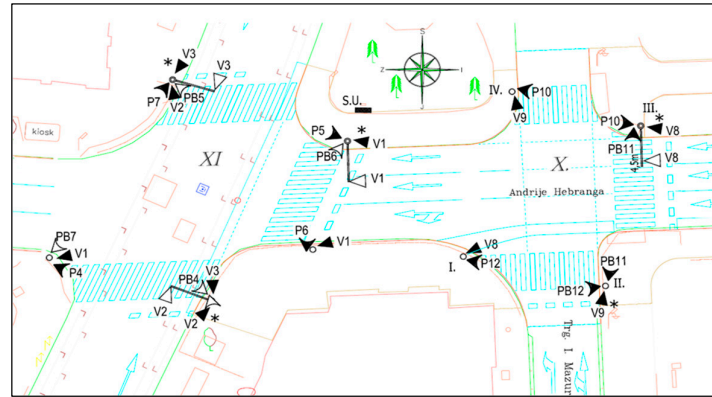 S
Z
I
J
V3
*
V3
P7
V2
PB5
kiosk
XI
S.U.
P5
*
V1
PB6
V1
IV.
P10
V9
III.
P10
*
V8
PB11
V8
4,5m
X.
Andrije Hebranga
PB7
V1
P4
P6
V1
V8
I.
P12
PB4
V3
V2
V2
*
PB11
PB12
II.
V9
*
Trg. I. Mazur